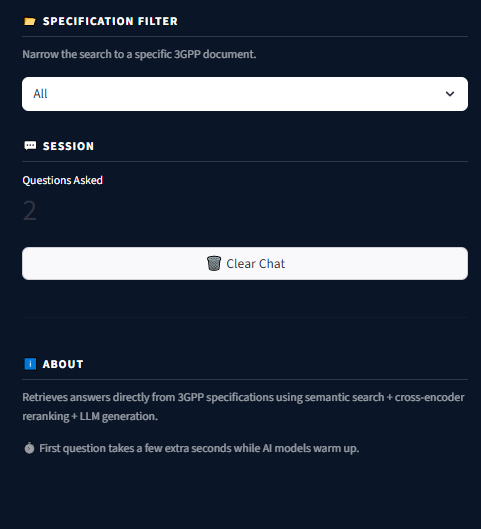 SPECIFICATION FILTER
Narrow the search to a specific 3GPP document.
All
SESSION
Questions Asked
2
Clear Chat
ABOUT
Retrieves answers directly from 3GPP specifications using semantic search + cross-encoder
reranking + LLM generation.
First question takes a few extra seconds while AI models warm up.